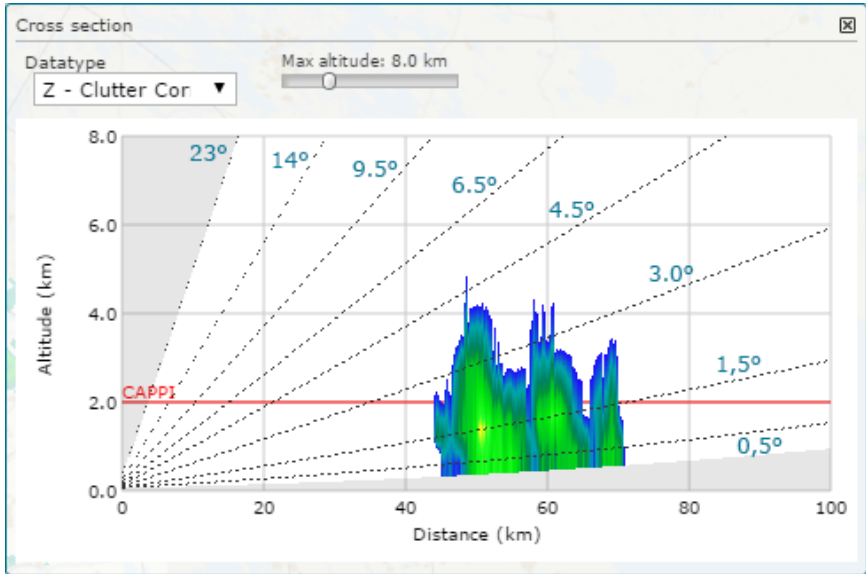 Cross section
Datatype
Max altitude: 8.0 km
Z - Clutter Cor
8.0
23º
14º
9.5º
6.5º
4.5º
6.0
3.0º
4.0
1,5º
CAPPI
2.0
0,5º
0.0
Altitude (km)
0 20 40 60 80 100
Distance (km)